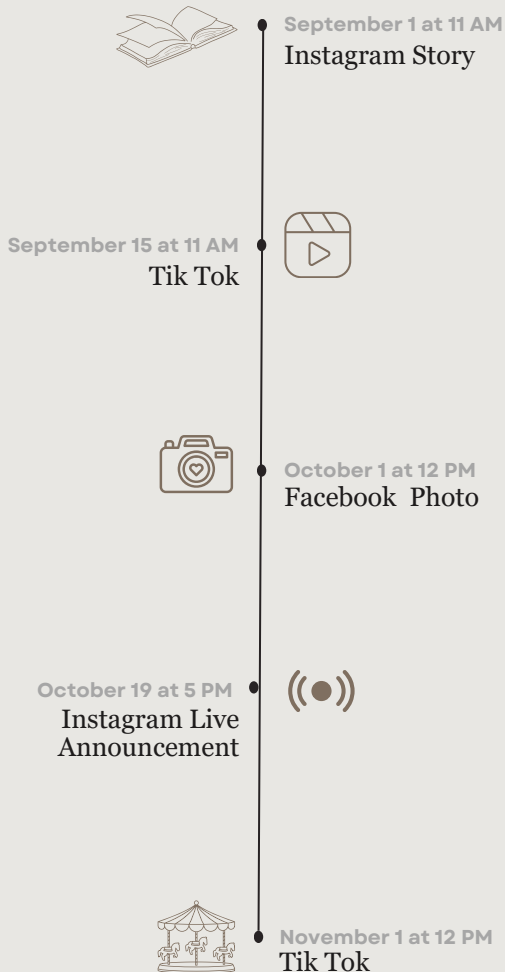 September 1 at 11 AM
Instagram Story
September 15 at 11 AM
Tik Tok
October 1 at 12 PM
Facebook Photo
October 19 at 5 PM
Instagram Live
Announcement
November 1 at 12 PM
Tik Tok